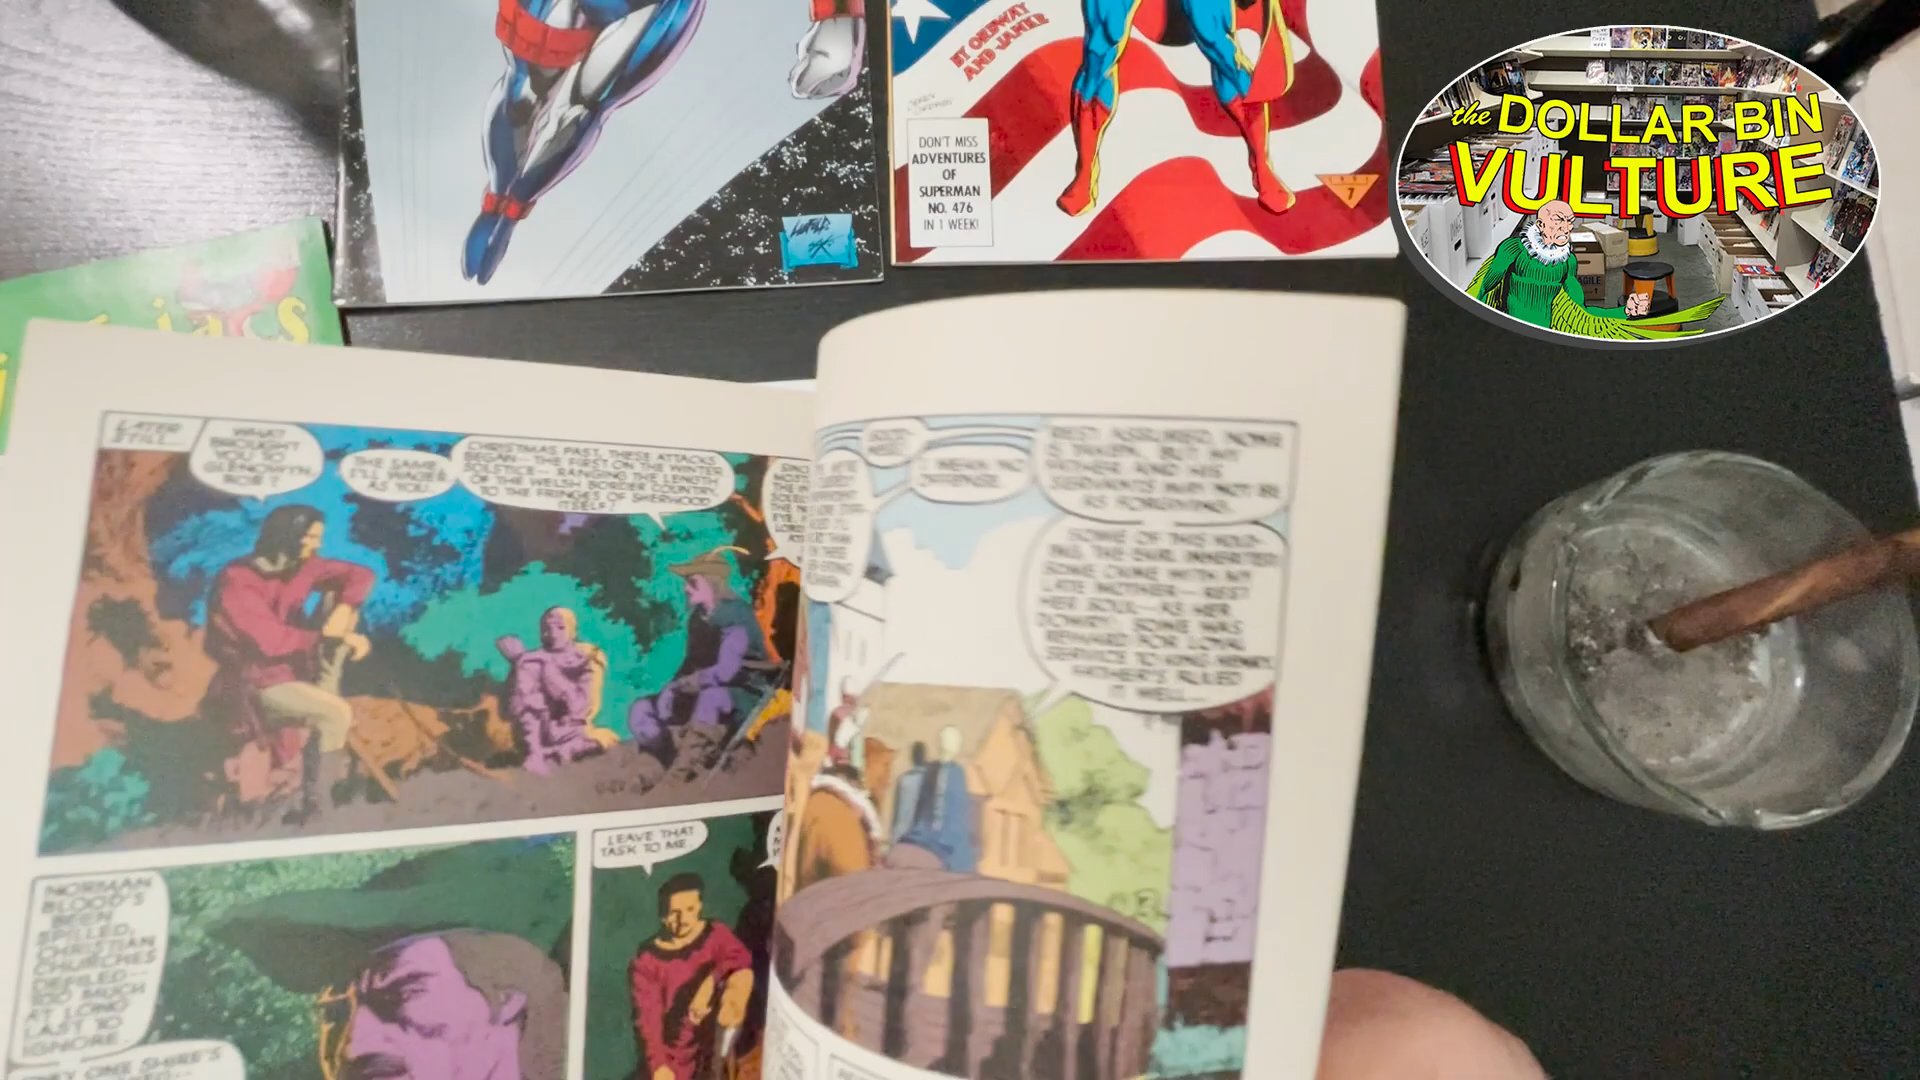 BY ORDWAY
AND JANKE
DON'T MISS
ADVENTURES
OF
SUPERMAN
NO. 476
IN 1 WEEK!
7
the DOLLAR BIN
VULTURE
LATER
STILL...
WHAT
BROUGHT
YOU TO
GLENOWYN,
ROB?
THE SAME,
I'LL WAGER,
AS YOU.
CHRISTMAS PAST, THESE ATTACKS
BEGAN-- THE FIRST ON THE WINTER
SOLSTICE-- RANGING THE LENGTH
OF THE WELSH BORDER COUNTRY
TO THE FRINGES OF SHERWOOD
ITSELF!
I MEAN NO
OFFENSE.
REST ASSURED, NONE
IS TAKEN, BUT MY
FATHER AND HIS
SERVANTS MAY NOT BE
AS FORGIVING.
SOME OF THIS HOLD-
ING, THE EARL INHERITED.
SOME CAME WITH MY
LATE MOTHER-- REST
HER SOUL-- AS HER
DOWRY. SOME WAS
REWARD FOR LOYAL
SERVICE TO KING HENRY.
FATHER'S RULED
IT WELL--
NORMAN
BLOOD'S
BEEN
SPILLED,
CHRISTIAN
CHURCHES
DEFILED--
TOO MUCH
AT LONG
LAST TO
IGNORE.
ONE SHIRE'S
LEAVE THAT
TASK TO ME.